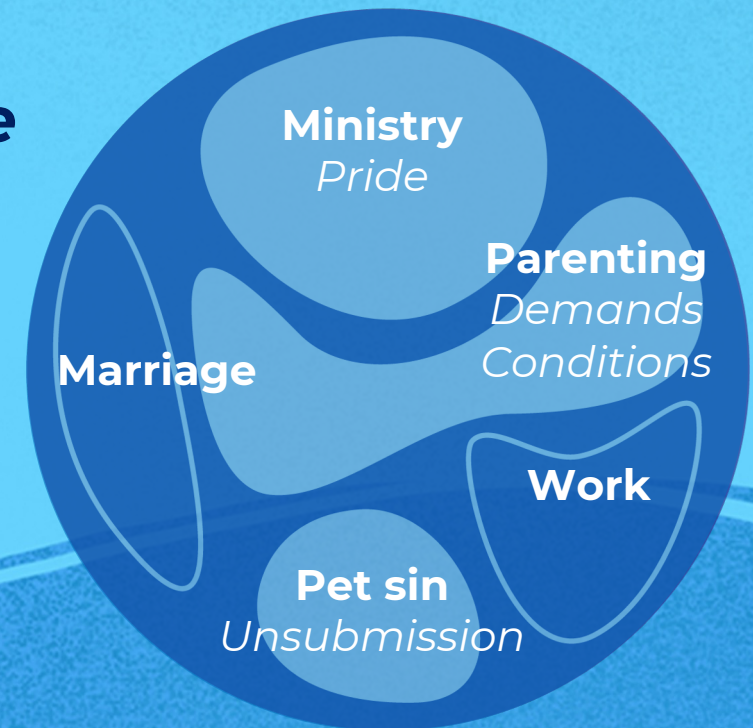 e
Ministry
Pride
Parenting
Demands
Conditions
Marriage
Work
Pet sin
Unsubmission